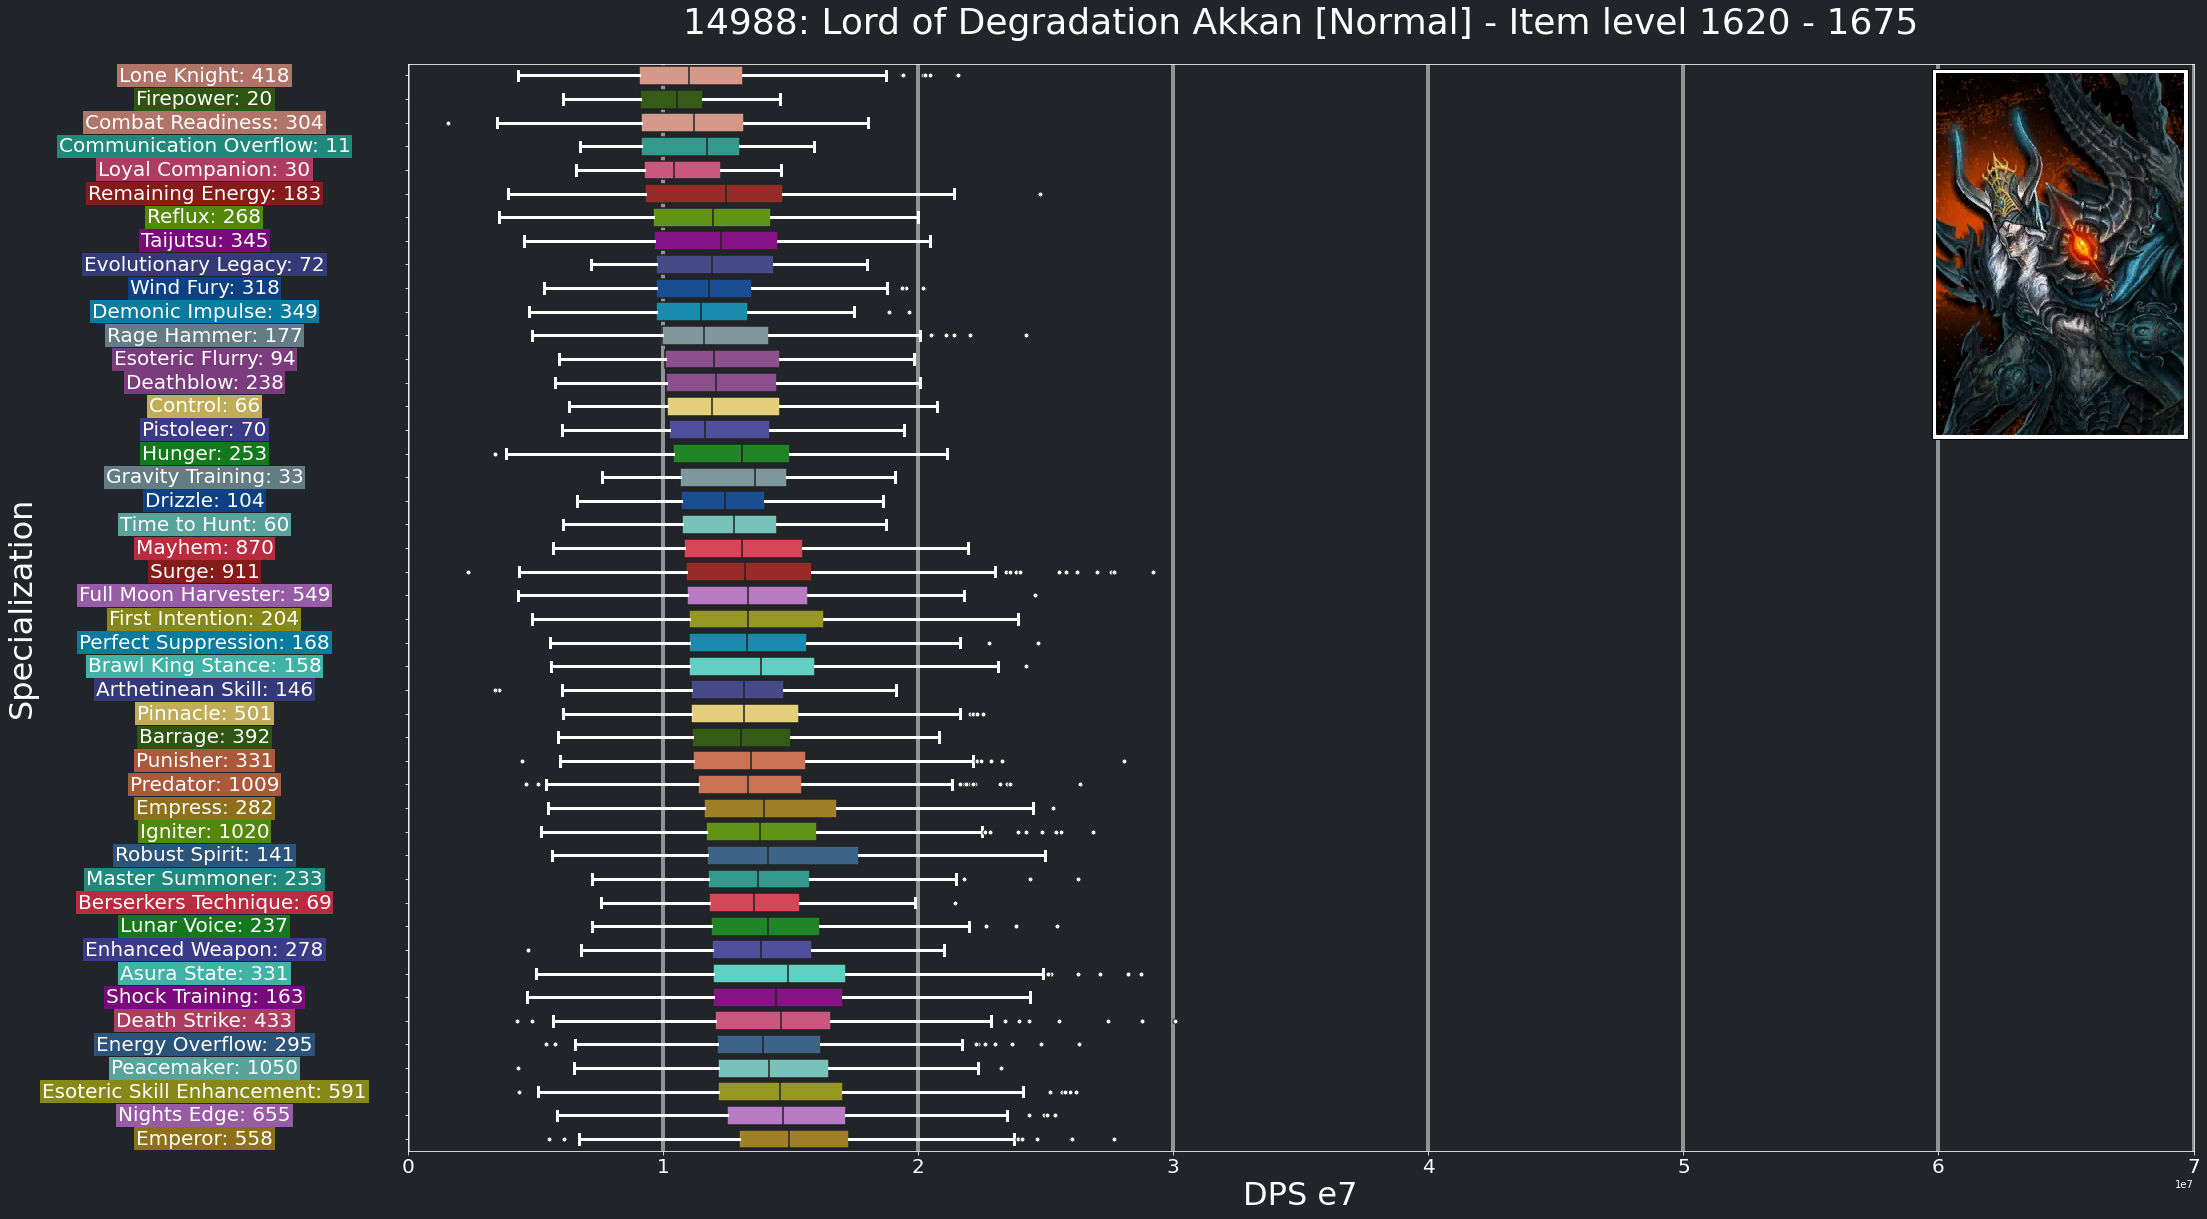 14988: Lord of Degradation Akkan [Normal] - Item level 1620 - 1675
Specialization
Lone Knight: 418
Firepower: 20
Combat Readiness: 304
Communication Overflow: 11
Loyal Companion: 30
Remaining Energy: 183
Reflux: 268
Taijutsu: 345
Evolutionary Legacy: 72
Wind Fury: 318
Demonic Impulse: 349
Rage Hammer: 177
Esoteric Flurry: 94
Deathblow: 238
Control: 66
Pistoleer: 70
Hunger: 253
Gravity Training: 33
Drizzle: 104
Time to Hunt: 60
Mayhem: 870
Surge: 911
Full Moon Harvester: 549
First Intention: 204
Perfect Suppression: 168
Brawl King Stance: 158
Arthetinean Skill: 146
Pinnacle: 501
Barrage: 392
Punisher: 331
Predator: 1009
Empress: 282
Igniter: 1020
Robust Spirit: 141
Master Summoner: 233
Berserkers Technique: 69
Lunar Voice: 237
Enhanced Weapon: 278
Asura State: 331
Shock Training: 163
Death Strike: 433
Energy Overflow: 295
Peacemaker: 1050
Esoteric Skill Enhancement: 591
Nights Edge: 655
Emperor: 558
0 1 2 3 4 5 6 7
1e7
DPS e7